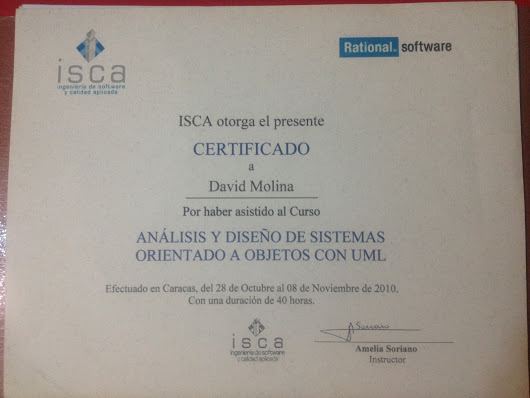 isca
ingeniería de software
y calidad aplicada
Rational software
ISCA otorga el presente
CERTIFICADO
a
David Molina
Por haber asistido al Curso
ANÁLISIS Y DISEÑO DE SISTEMAS
ORIENTADO A OBJETOS CON UML
Efectuado en Caracas, del 28 de Octubre al 08 de Noviembre de 2010.
Con una duración de 40 horas.
isca
ingeniería de software
y calidad aplicada
Amelia Soriano
Instructor